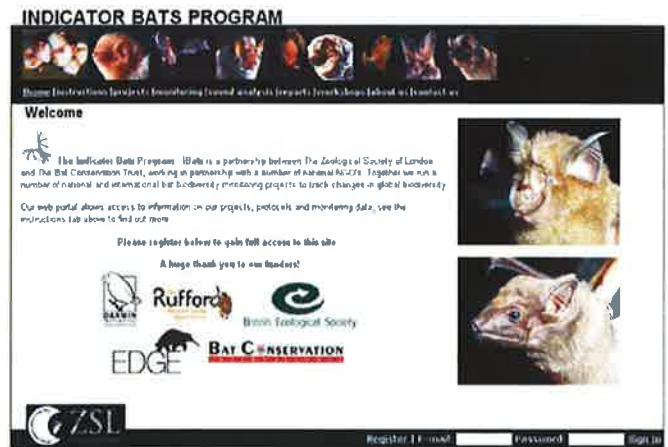 INDICATOR BATS PROGRAM
Home |instructions |projects |monitoring |sound analysis |reports |workshops |about us |contact us
Welcome
The Indicator Bats Program iBats is a partnership between The Zoological Society of London
and The Bat Conservation Trust, working in partnership with a number of national NGO's. Together we run a
number of national and international bat biodiversity monitoring projects to track changes in global biodiversity
Our web portal allows access to information on our projects, protocols and monitoring data, see the
instructions tab above to find out more
Please register below to gain full access to this site
A huge thank you to our funders!
DARWIN
Rufford
British Ecological Society
EDGE
BAT CONSERVATION
INTERNATIONAL
ZSL
Register | E-mail Password Sign In